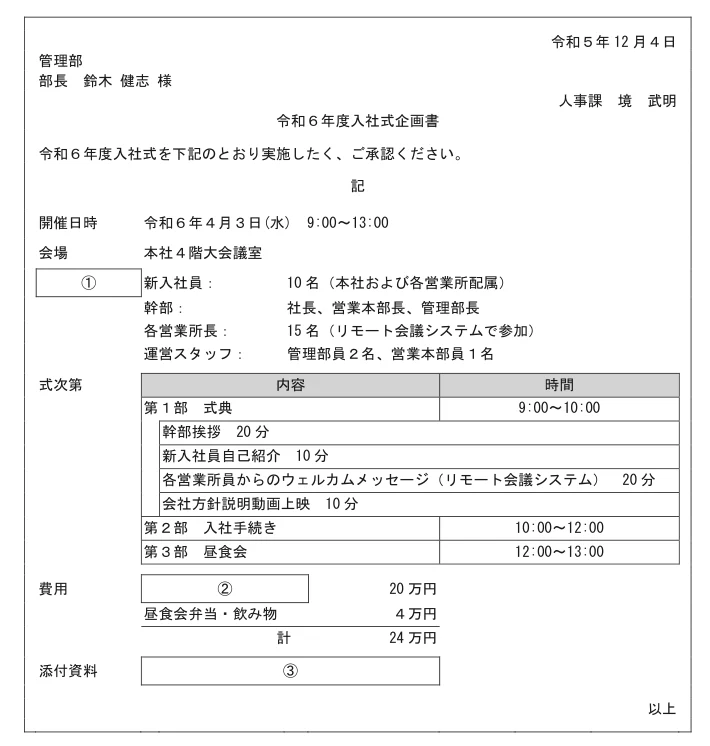 令和５年12月４日
管理部
部長　鈴木 健志 様
人事課　境　武明
令和６年度入社式企画書
令和６年度入社式を下記のとおり実施したく、ご承認ください。
記
開催日時　令和６年４月３日(水)　9:00～13:00
会場　本社４階大会議室
①　新入社員：　10名（本社および各営業所配属）
幹部：　社長、営業本部長、管理部長
各営業所長：　15名（リモート会議システムで参加）
運営スタッフ：　管理部員２名、営業本部員１名
式次第　内容　時間
第１部　式典　9:00～10:00
幹部挨拶　20分
新入社員自己紹介　10分
各営業所員からのウェルカムメッセージ（リモート会議システム）　20分
会社方針説明動画上映　10分
第２部　入社手続き　10:00～12:00
第３部　昼食会　12:00～13:00
費用　②　20万円
昼食会弁当・飲み物　４万円
計　24万円
添付資料　③
以上